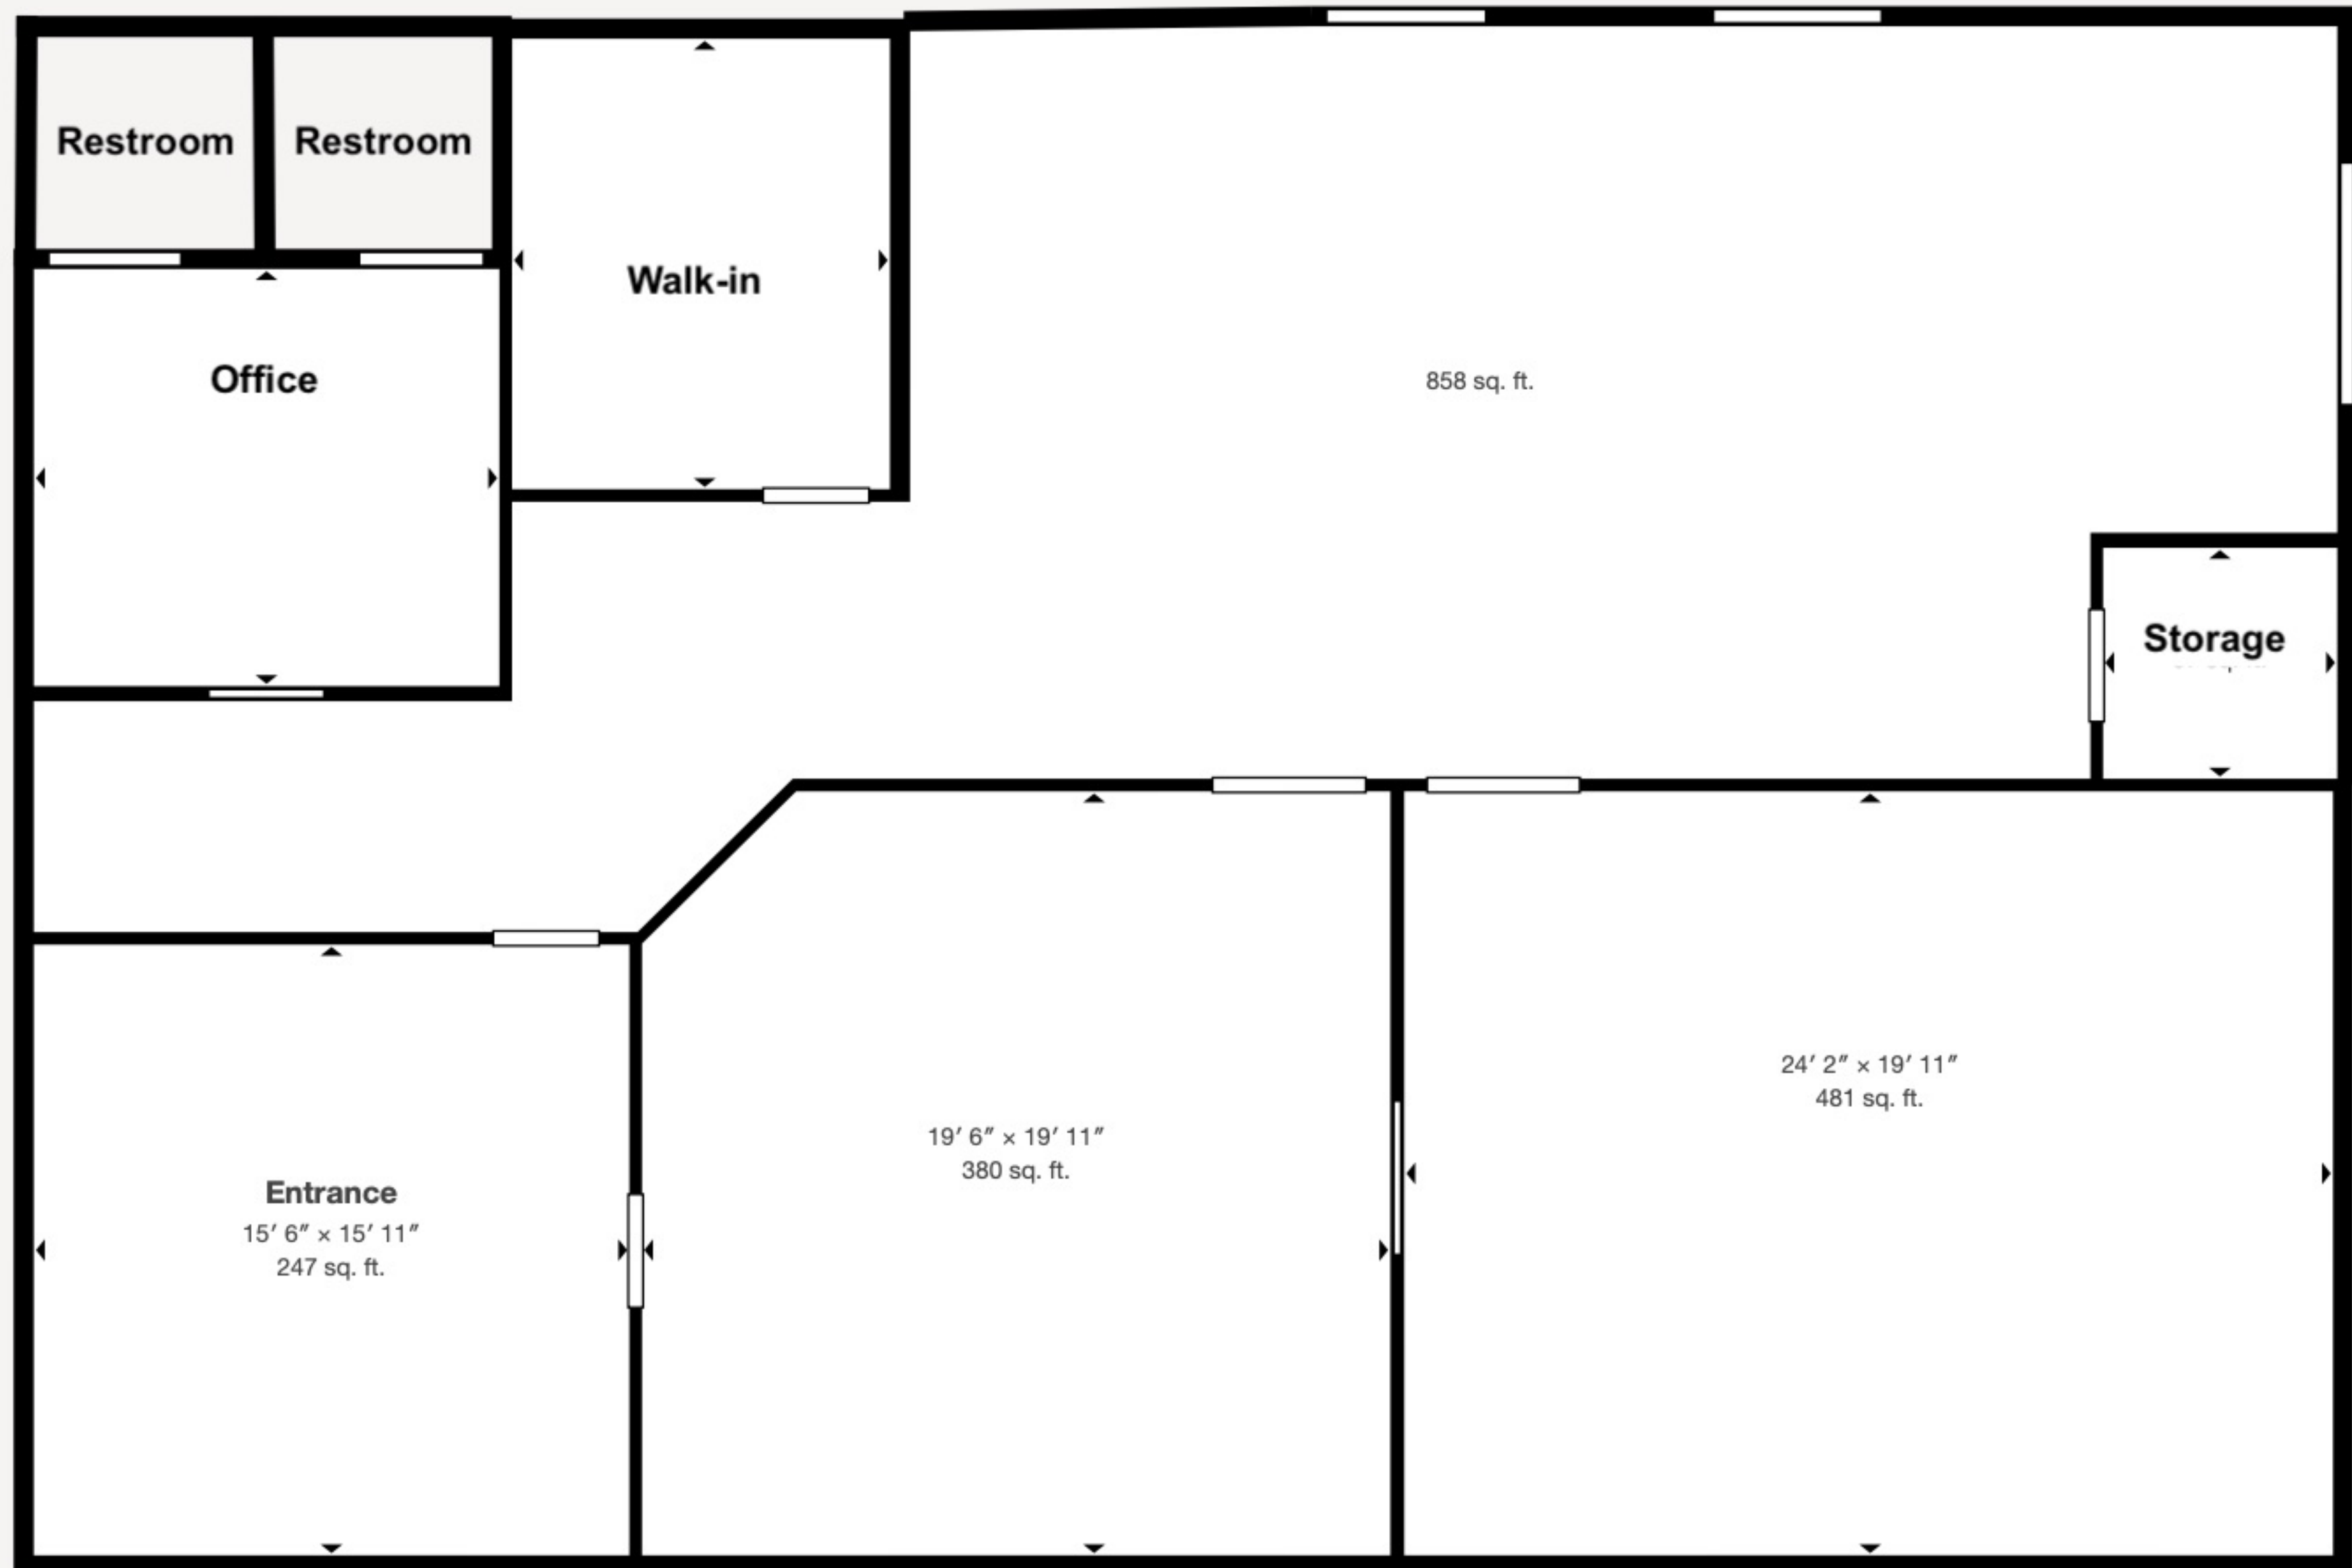 Restroom
Restroom
Walk-in
Office
858 sq. ft.
Storage
24′ 2″ × 19′ 11″
481 sq. ft.
19′ 6″ × 19′ 11″
380 sq. ft.
Entrance
15′ 6″ × 15′ 11″
247 sq. ft.